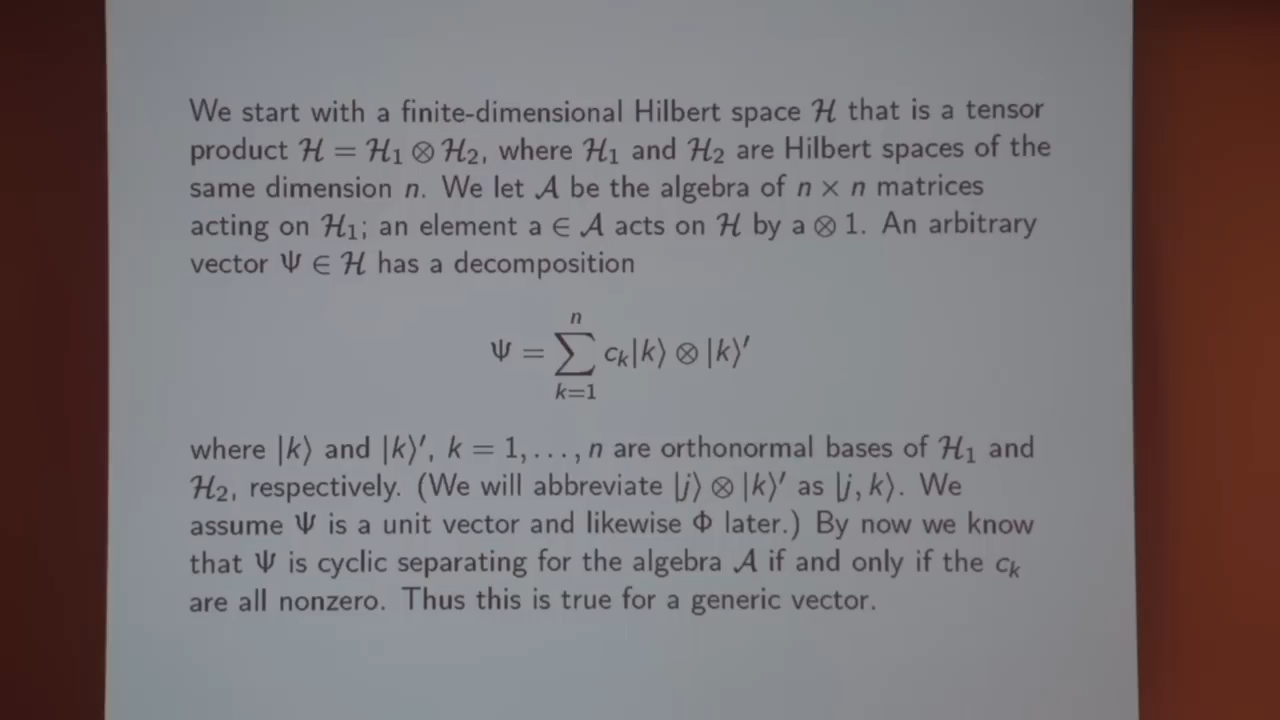 We start with a finite-dimensional Hilbert space ℋ that is a tensor
product ℋ = ℋ₁ ⊗ ℋ₂, where ℋ₁ and ℋ₂ are Hilbert spaces of the
same dimension n. We let 𝒜 be the algebra of n × n matrices
acting on ℋ₁; an element a ∈ 𝒜 acts on ℋ by a ⊗ 1. An arbitrary
vector Ψ ∈ ℋ has a decomposition
Ψ = ∑ₖ₌₁ⁿ cₖ|k⟩ ⊗ |k⟩′
where |k⟩ and |k⟩′, k = 1, . . . , n are orthonormal bases of ℋ₁ and
ℋ₂, respectively. (We will abbreviate |j⟩ ⊗ |k⟩′ as |j, k⟩. We
assume Ψ is a unit vector and likewise Φ later.) By now we know
that Ψ is cyclic separating for the algebra 𝒜 if and only if the cₖ
are all nonzero. Thus this is true for a generic vector.